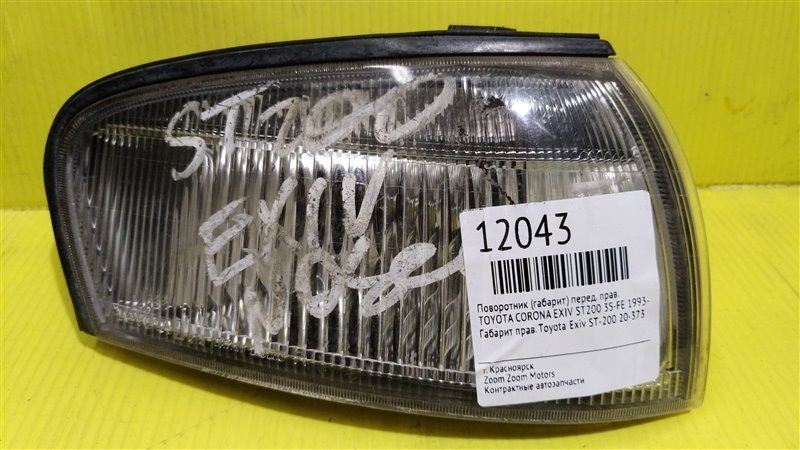 ST200
EXIV
12043
Поворотник (габарит) перед. прав.
TOYOTA CORONA EXIV ST200 3S-FE 1993-
Габарит прав. Toyota Exiv ST-200 20-373
г. Красноярск
Zoom Zoom Motors
Контрактные автозапчасти